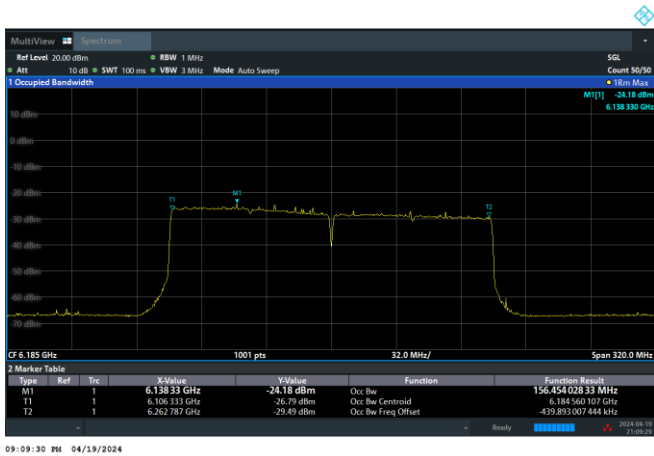 MultiView Spectrum
Ref Level 20.00 dBm RBW 1 MHz SGL
Att 10 dB SWT 100 ms VBW 3 MHz Mode Auto Sweep Count 50/50
1 Occupied Bandwidth 1Rm Max
M1[1] -24.18 dBm
6.138 330 GHz
10 dBm
0 dBm
-10 dBm
-20 dBm
M1
T1
T2
-30 dBm
-40 dBm
-50 dBm
-60 dBm
-70 dBm
CF 6.185 GHz 1001 pts 32.0 MHz/ Span 320.0 MHz
2 Marker Table
Type Ref Trc X-Value Y-Value Function Function Result
M1 1 6.138 33 GHz -24.18 dBm Occ Bw 156.454 028 33 MHz
T1 1 6.106 333 GHz -26.79 dBm Occ Bw Centroid 6.184 560 107 GHz
T2 1 6.262 787 GHz -29.49 dBm Occ Bw Freq Offset -439.893 007 444 kHz
Ready 2024-04-19
21:09:29
09:09:30 PM 04/19/2024